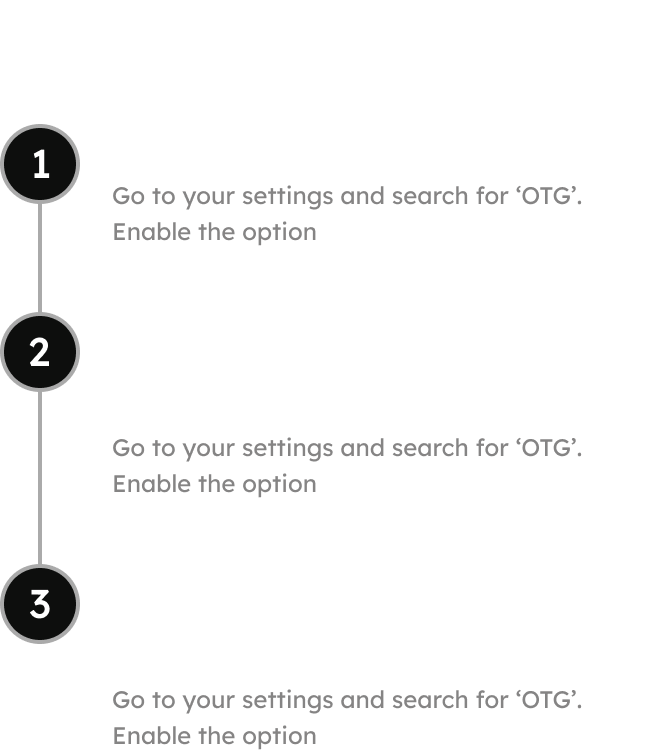 1
Go to your settings and search for ‘OTG’.
Enable the option
2
Go to your settings and search for ‘OTG’.
Enable the option
3
Go to your settings and search for ‘OTG’.
Enable the option